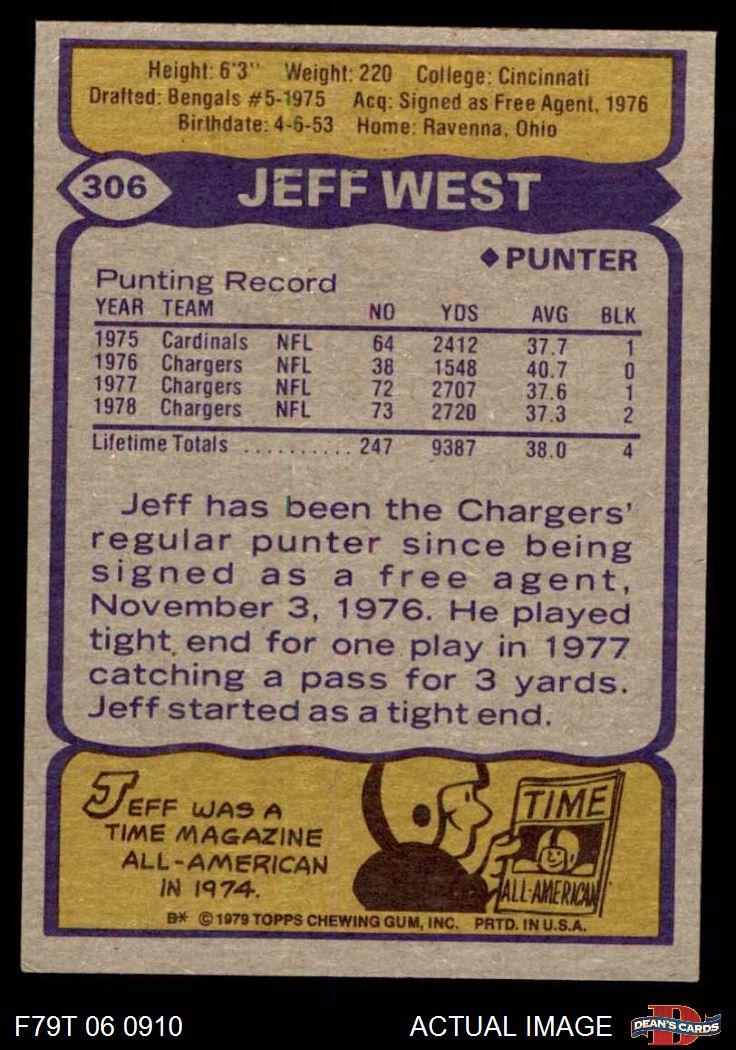 Height: 6'3" Weight: 220 College: Cincinnati
Drafted: Bengals #5-1975 Acq: Signed as Free Agent, 1976
Birthdate: 4-6-53 Home: Ravenna, Ohio
306 JEFF WEST
◆PUNTER
Punting Record
YEAR TEAM NO YDS AVG BLK
1975 Cardinals NFL 64 2412 37.7 1
1976 Chargers NFL 38 1548 40.7 0
1977 Chargers NFL 72 2707 37.6 1
1978 Chargers NFL 73 2720 37.3 2
Lifetime Totals .......... 247 9387 38.0 4
Jeff has been the Chargers'
regular punter since being
signed as a free agent,
November 3, 1976. He played
tight end for one play in 1977
catching a pass for 3 yards.
Jeff started as a tight end.
JEFF WAS A
TIME MAGAZINE
ALL-AMERICAN
IN 1974.
TIME
ALL-AMERICAN
B* ©1979 TOPPS CHEWING GUM, INC. PRTD. IN U.S.A.
F79T 06 0910 ACTUAL IMAGE
D
DEAN'S CARDS